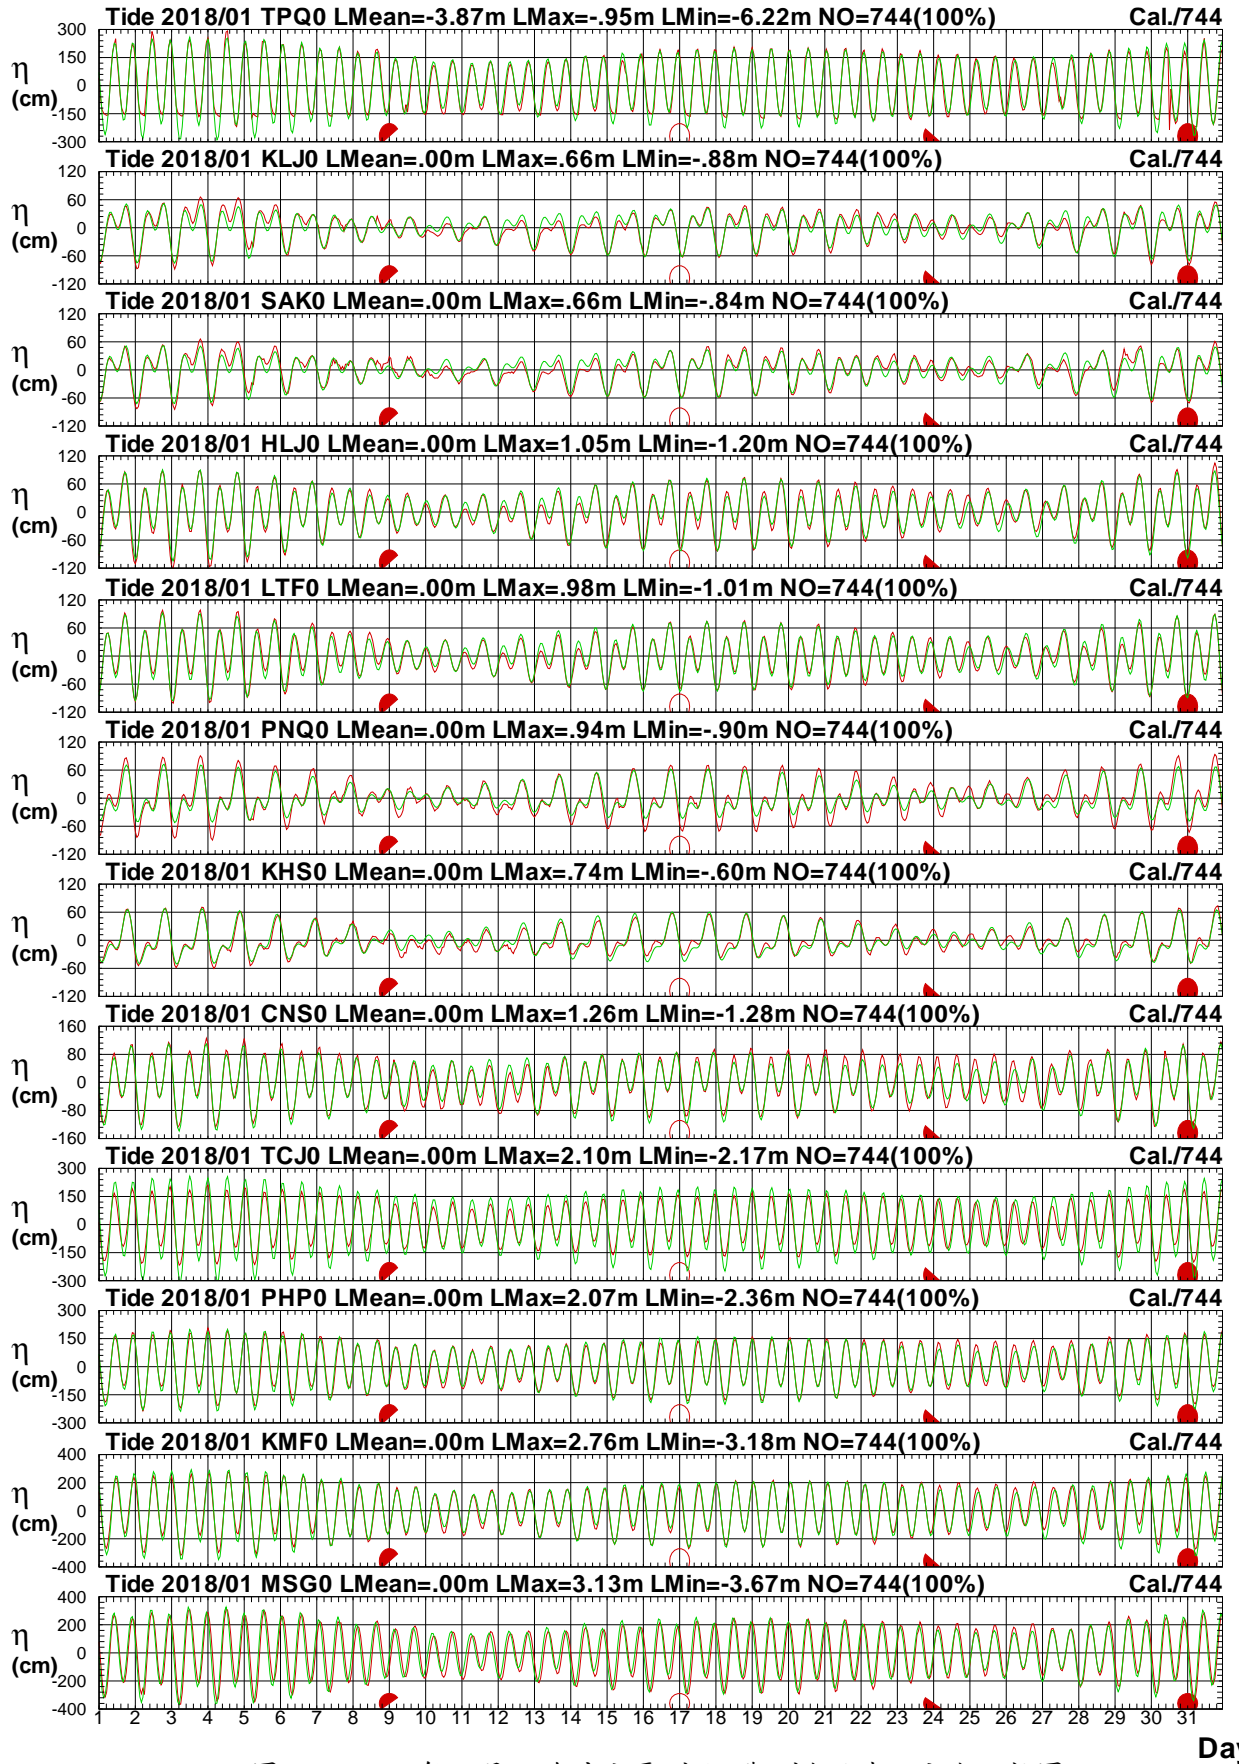 Tide 2018/01 TPQ0 LMean=-3.87m LMax=-.95m LMin=-6.22m NO=744(100%) Cal./744
300
150
η
0
(cm)
-150
-300
Tide 2018/01 KLJ0 LMean=.00m LMax=.66m LMin=-.88m NO=744(100%) Cal./744
120
60
η
0
(cm)
-60
-120
Tide 2018/01 SAK0 LMean=.00m LMax=.66m LMin=-.84m NO=744(100%) Cal./744
120
60
η
0
(cm)
-60
-120
Tide 2018/01 HLJ0 LMean=.00m LMax=1.05m LMin=-1.20m NO=744(100%) Cal./744
120
60
η
0
(cm)
-60
-120
Tide 2018/01 LTF0 LMean=.00m LMax=.98m LMin=-1.01m NO=744(100%) Cal./744
120
60
η
0
(cm)
-60
-120
Tide 2018/01 PNQ0 LMean=.00m LMax=.94m LMin=-.90m NO=744(100%) Cal./744
120
60
η
0
(cm)
-60
-120
Tide 2018/01 KHS0 LMean=.00m LMax=.74m LMin=-.60m NO=744(100%) Cal./744
120
60
η
0
(cm)
-60
-120
Tide 2018/01 CNS0 LMean=.00m LMax=1.26m LMin=-1.28m NO=744(100%) Cal./744
160
80
η
0
(cm)
-80
-160
Tide 2018/01 TCJ0 LMean=.00m LMax=2.10m LMin=-2.17m NO=744(100%) Cal./744
300
150
η
0
(cm)
-150
-300
Tide 2018/01 PHP0 LMean=.00m LMax=2.07m LMin=-2.36m NO=744(100%) Cal./744
300
150
η
0
(cm)
-150
-300
Tide 2018/01 KMF0 LMean=.00m LMax=2.76m LMin=-3.18m NO=744(100%) Cal./744
400
200
η
0
(cm)
-200
-400
Tide 2018/01 MSG0 LMean=.00m LMax=3.13m LMin=-3.67m NO=744(100%) Cal./744
400
200
η
0
(cm)
-200
-400
1 2 3 4 5 6 7 8 9 10 11 12 13 14 15 16 17 18 19 20 21 22 23 24 25 26 27 28 29 30 31